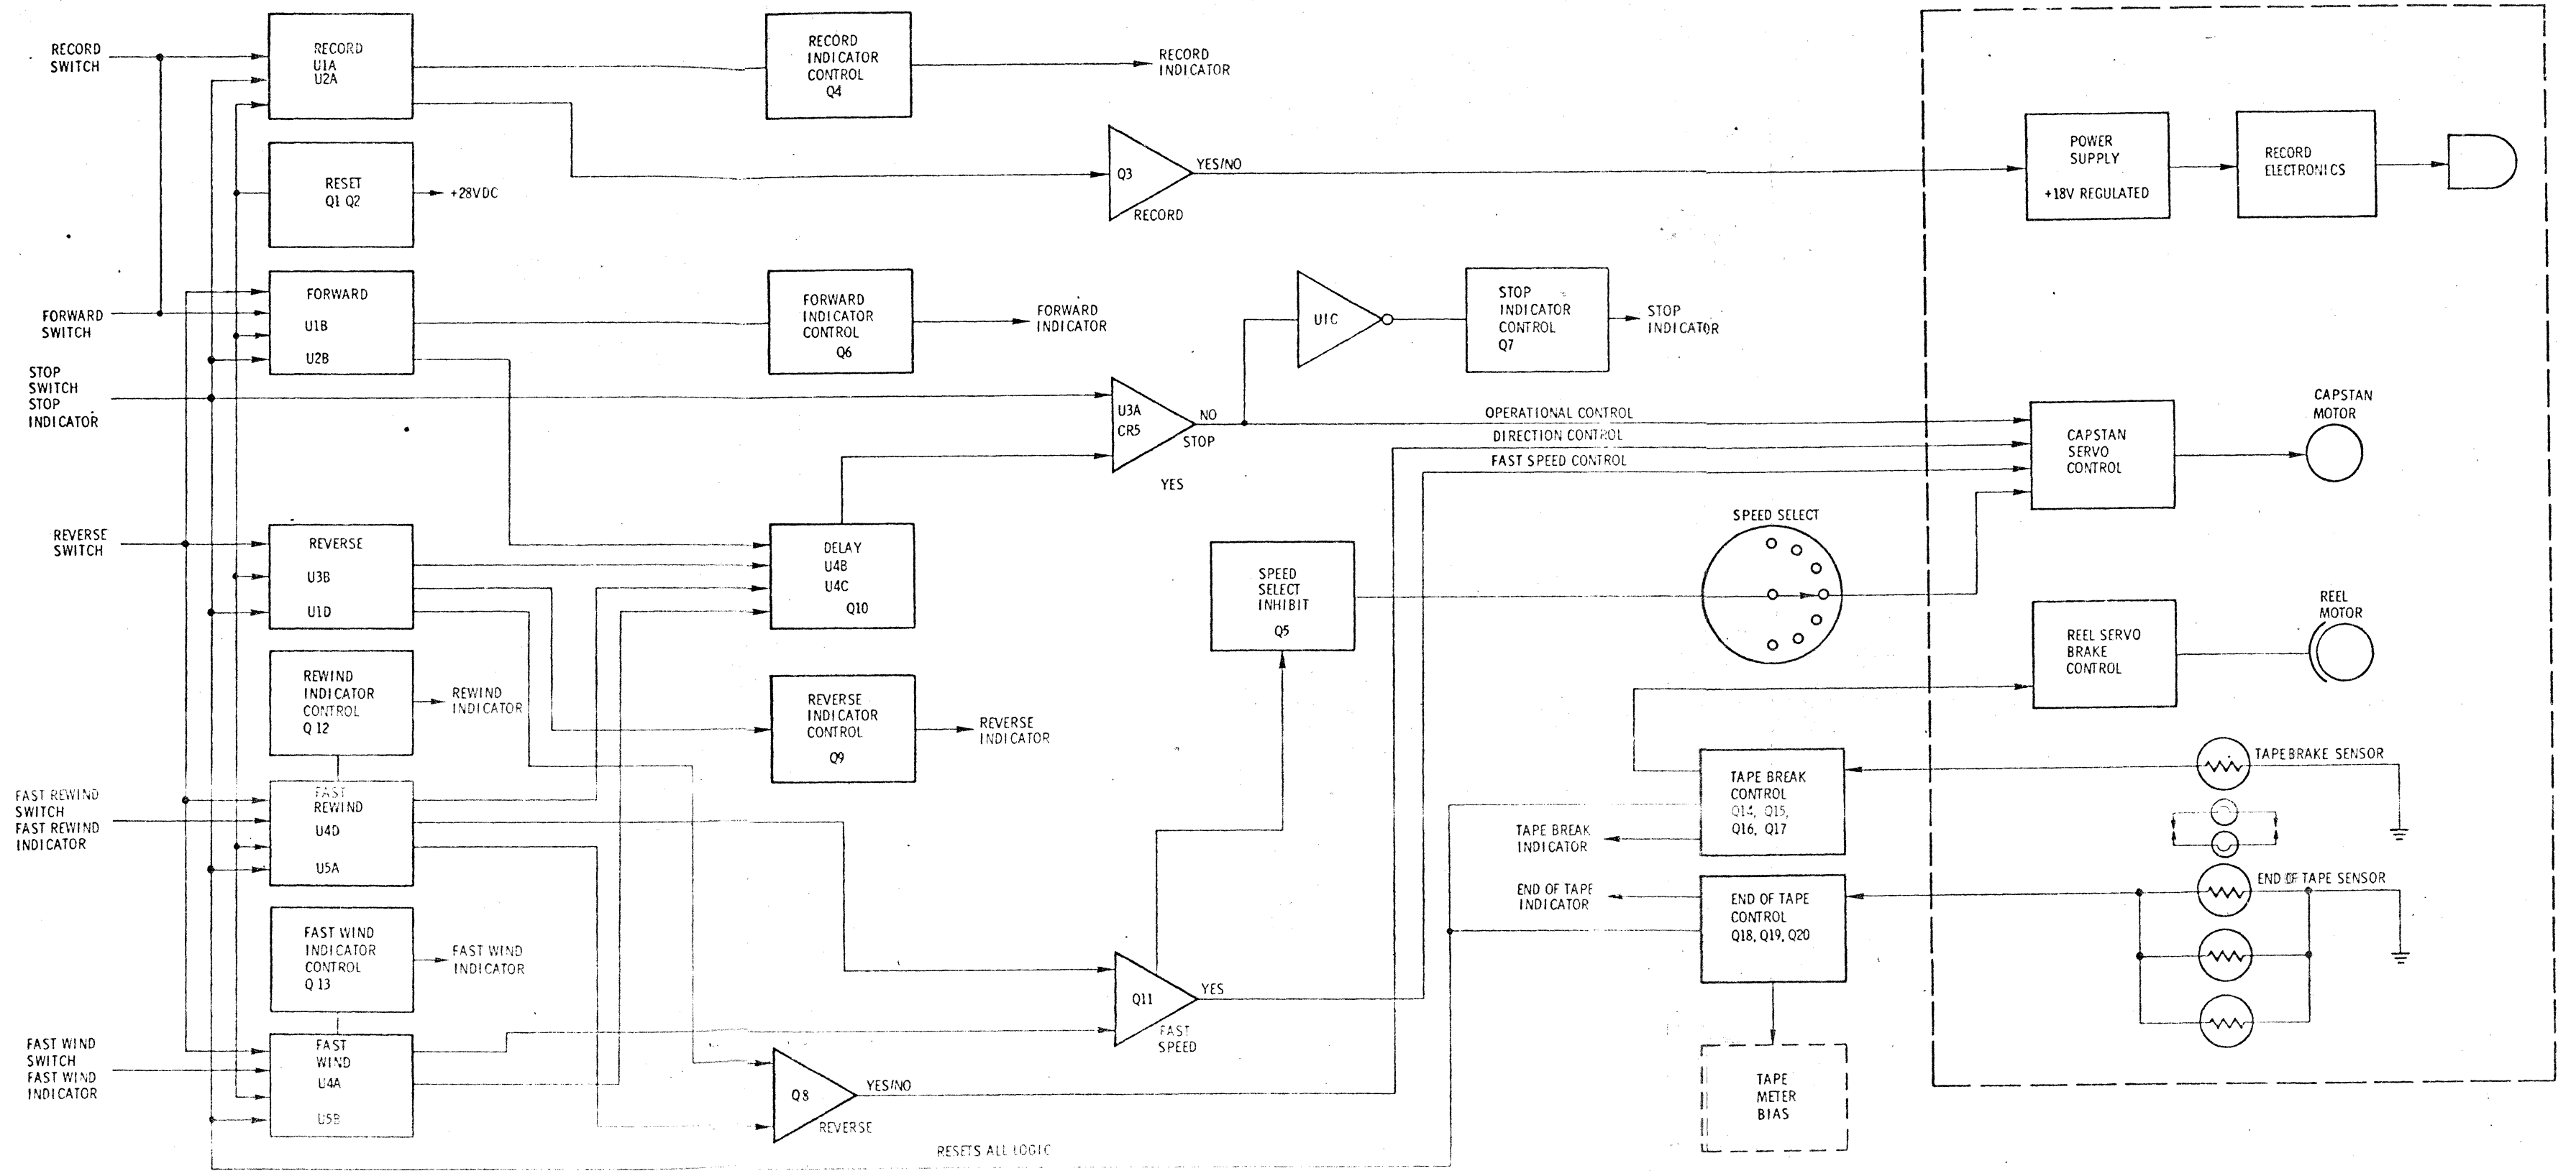 RECORD
SWITCH
RECORD
U1A
U2A
RECORD
INDICATOR
CONTROL
Q4
RECORD
INDICATOR
RESET
Q1 Q2
+28VDC
Q3
YES/NO
RECORD
POWER
SUPPLY
+18V REGULATED
RECORD
ELECTRONICS
FORWARD
SWITCH
FORWARD
U1B
U2B
FORWARD
INDICATOR
CONTROL
Q6
FORWARD
INDICATOR
U1C
STOP
INDICATOR
CONTROL
Q7
STOP
INDICATOR
STOP
SWITCH
STOP
INDICATOR
U3A
CR5
NO
STOP
YES
OPERATIONAL CONTROL
DIRECTION CONTROL
FAST SPEED CONTROL
CAPSTAN
SERVO
CONTROL
CAPSTAN
MOTOR
REVERSE
SWITCH
REVERSE
U3B
U1D
DELAY
U4B
U4C
Q10
SPEED
SELECT
INHIBIT
Q5
SPEED SELECT
REEL SERVO
BRAKE
CONTROL
REEL
MOTOR
REWIND
INDICATOR
CONTROL
Q 12
REWIND
INDICATOR
REVERSE
INDICATOR
CONTROL
Q9
REVERSE
INDICATOR
FAST REWIND
SWITCH
FAST REWIND
INDICATOR
FAST
REWIND
U4D
U5A
TAPE BREAK
CONTROL
Q14, Q15,
Q16, Q17
TAPE BREAK
INDICATOR
TAPEBRAKE SENSOR
END OF TAPE
INDICATOR
END OF TAPE
CONTROL
Q18, Q19, Q20
END OF TAPE SENSOR
FAST WIND
INDICATOR
CONTROL
Q 13
FAST WIND
INDICATOR
Q11
YES
FAST
SPEED
FAST WIND
SWITCH
FAST WIND
INDICATOR
FAST
WIND
U4A
U5B
Q8
YES/NO
REVERSE
TAPE
METER
BIAS
RESETS ALL LOGIC